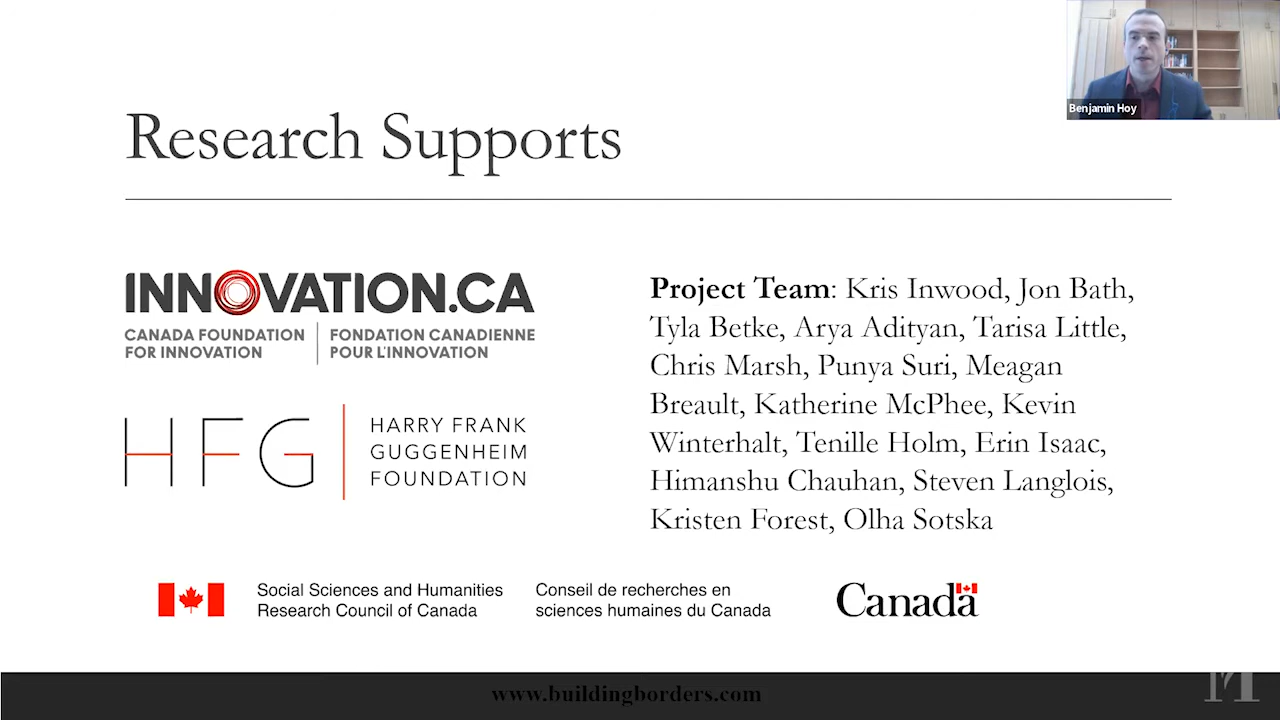 Benjamin Hoy
Research Supports
INNOVATION.CA
CANADA FOUNDATION
FOR INNOVATION
FONDATION CANADIENNE
POUR L'INNOVATION
HFG
HARRY FRANK
GUGGENHEIM
FOUNDATION
Project Team: Kris Inwood, Jon Bath,
Tyla Betke, Arya Adityan, Tarisa Little,
Chris Marsh, Punya Suri, Meagan
Breault, Katherine McPhee, Kevin
Winterhalt, Tenille Holm, Erin Isaac,
Himanshu Chauhan, Steven Langlois,
Kristen Forest, Olha Sotska
Social Sciences and Humanities
Research Council of Canada
Conseil de recherches en
sciences humaines du Canada
Canada
www.buildingborders.com